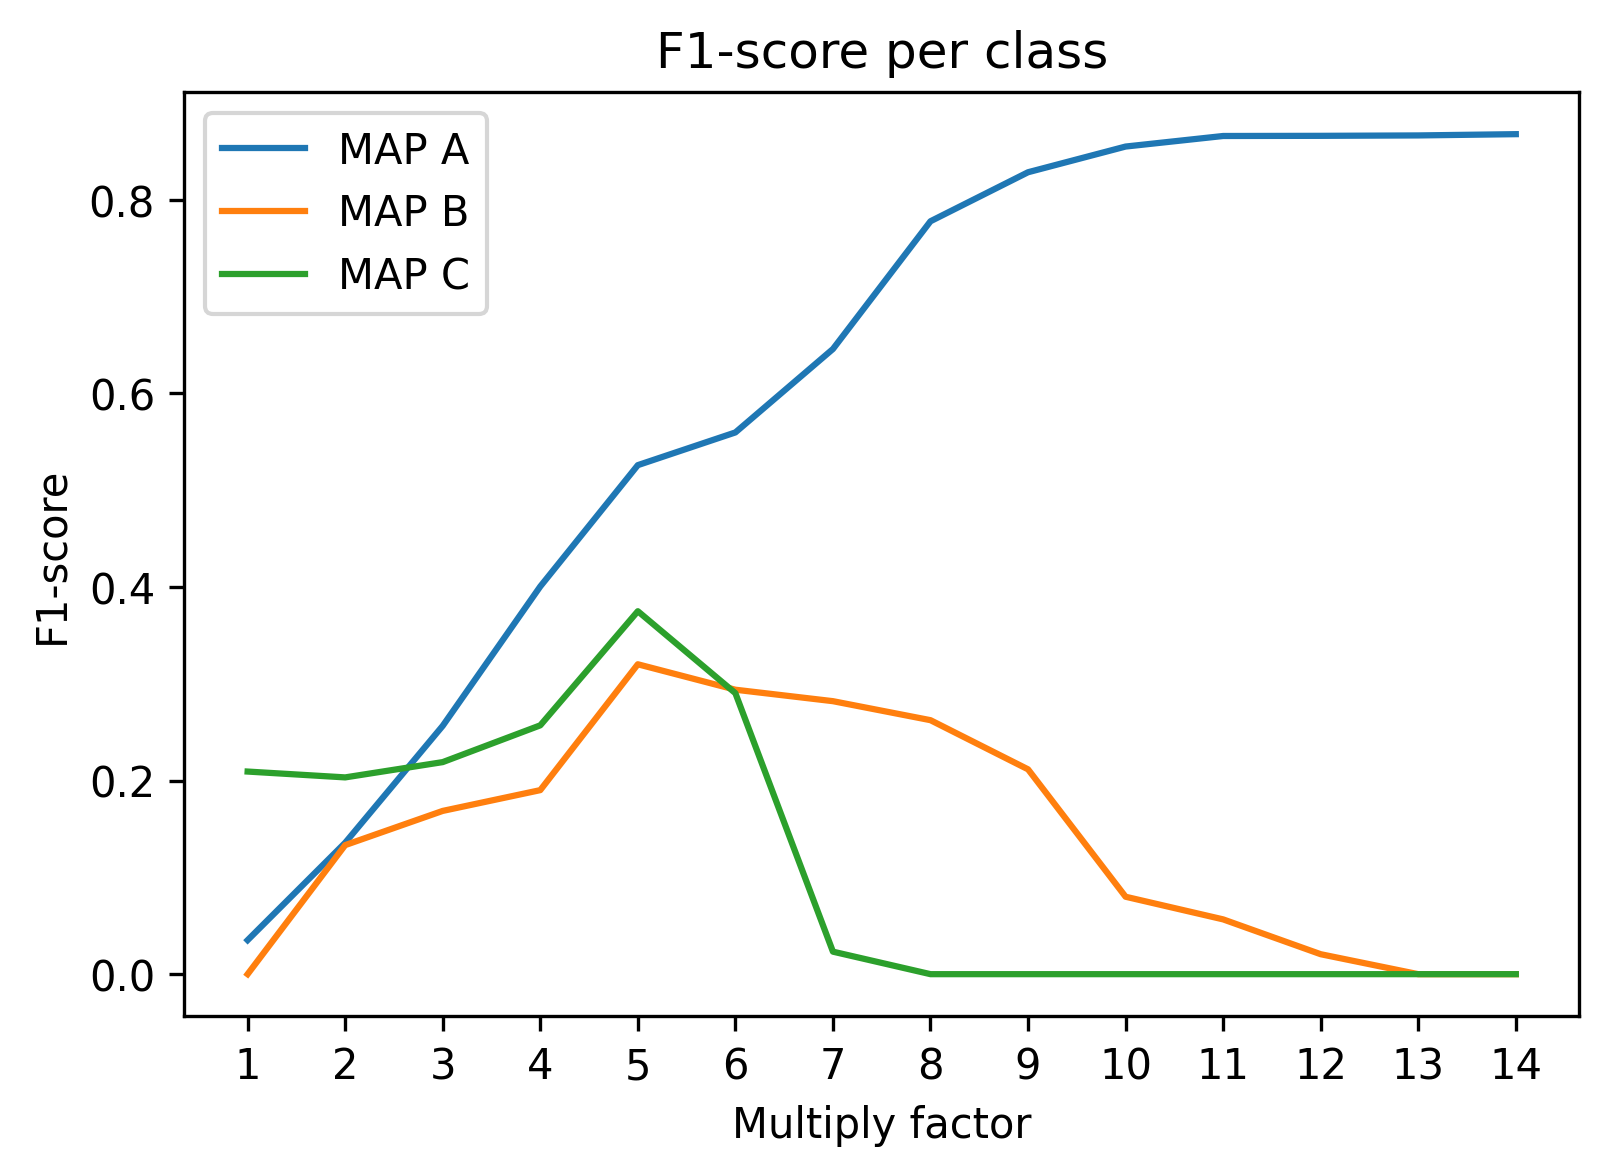 F1-score per class
MAP A
MAP B
MAP C
F1-score
0.8
0.6
0.4
0.2
0.0
1 2 3 4 5 6 7 8 9 10 11 12 13 14
Multiply factor